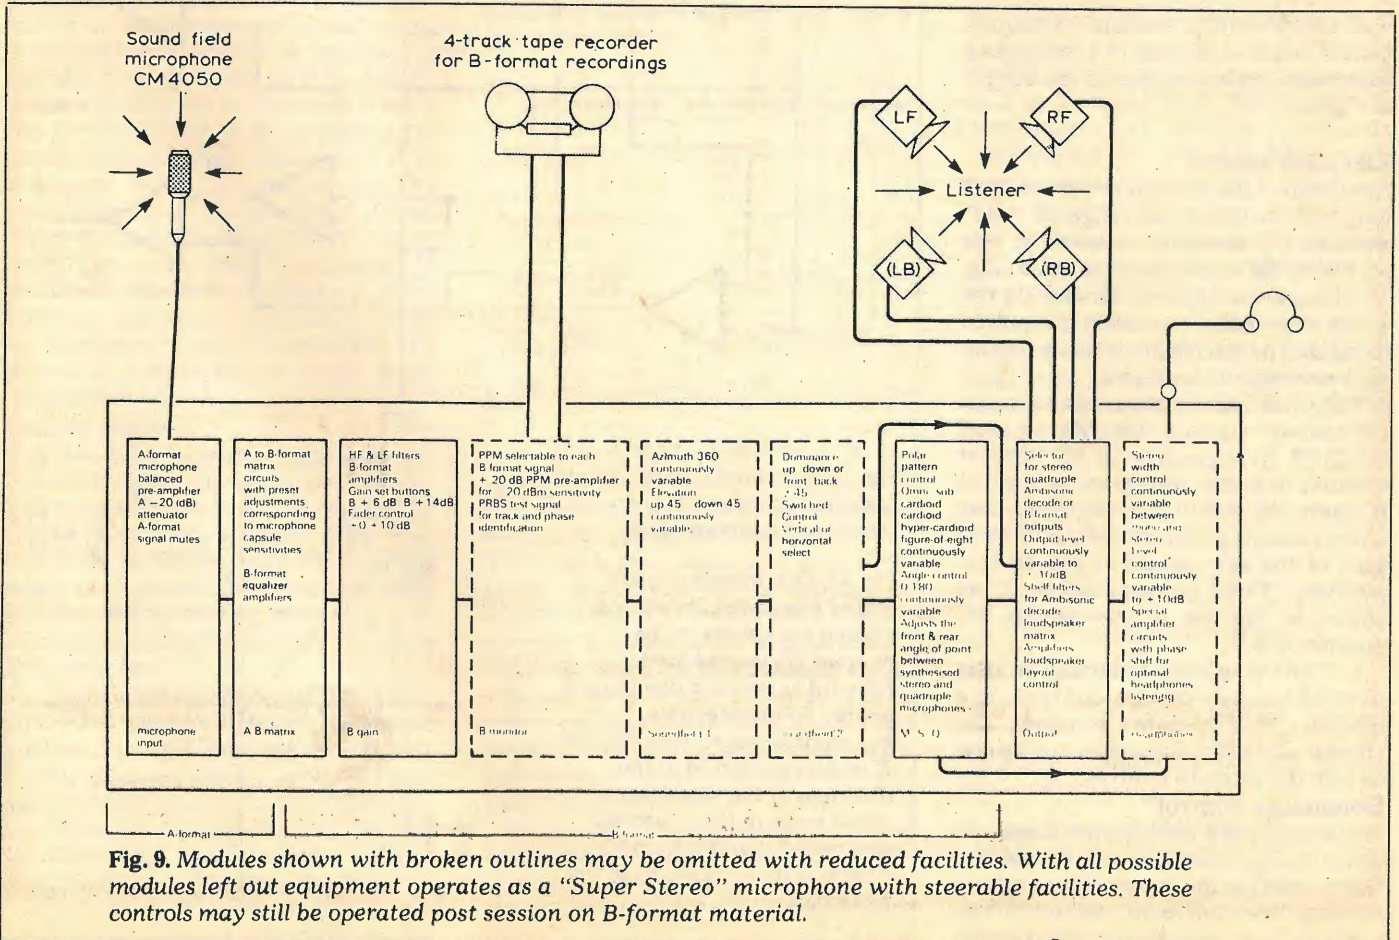 Sound field
microphone
CM 4050
4-track tape recorder
for B-format recordings
LF
RF
Listener
(LB)
(RB)
A-format
microphone
balanced
pre-amplifier
A (-20 dB)
attenuator
A-format
signal mutes
microphone
input
A to B-format
matrix
circuits
with preset
adjustments
corresponding
to microphone
capsule
sensitivities
B-format
equalizer
amplifiers
A B matrix
HF & LF filters
B-format
amplifiers
Gain set buttons
B + 6 dB B + 14dB
Fader control
+ 10 dB
B gain
PPM selectable to each
B format signal
+ 20 dB PPM pre-amplifier
for 20 dBm sensitivity
PRBS test signal
for track and phase
identification
B monitor
Azimuth 360
continuously
variable
Elevation
up 45 down 45
continuously
variable
Soundfield 1
Dominance
up down or
front back
45
Switched
Control
Vertical or
horizontal
select
Soundfield 2
Polar
pattern
control
Omni sub
cardioid
cardioid
hyper-cardioid
figure-of-eight
continuously
variable
Angle control
0 180
continuously
variable
Adjusts the
front & rear
angle of point
between
synthesised
stereo and
quadruple
microphones
M S Q
Selector
for stereo
quadruple
Ambisonic
decode or
B format
outputs
Output level
continuously
variable to
10dB
Shelf filters
for Ambisonic
decode
loudspeaker
matrix
Amplifiers
loudspeaker
layout
control
Output
Stereo
width
control
continuously
variable
between
mono and
stereo
Level
control
continuously
variable
to + 10dB
Special
amplifier
circuits
with phase
shift for
optimal
headphones
listening
Headphones
A-format
B-format
Fig. 9. Modules shown with broken outlines may be omitted with reduced facilities. With all possible
modules left out equipment operates as a "Super Stereo" microphone with steerable facilities. These
controls may still be operated post session on B-format material.